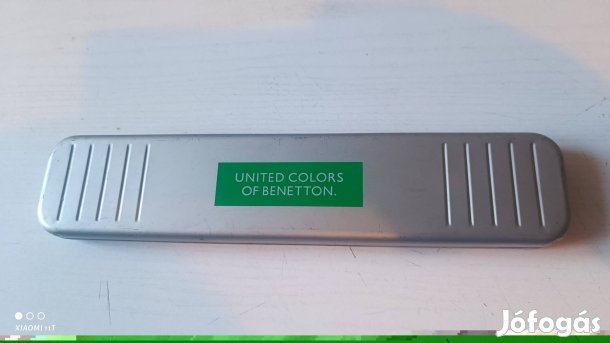 UNITED COLORS
OF BENETTON.
XIAOMI 11T
Jófogás